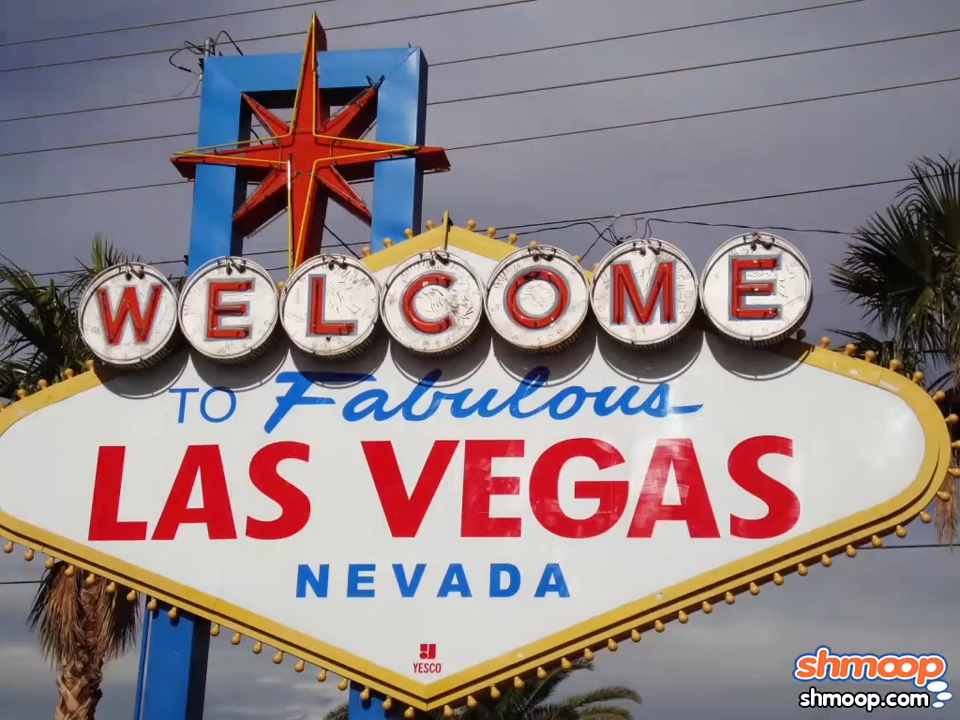 WELCOME
TO Fabulous
LAS VEGAS
NEVADA
YESCO
shmoop
shmoop.com